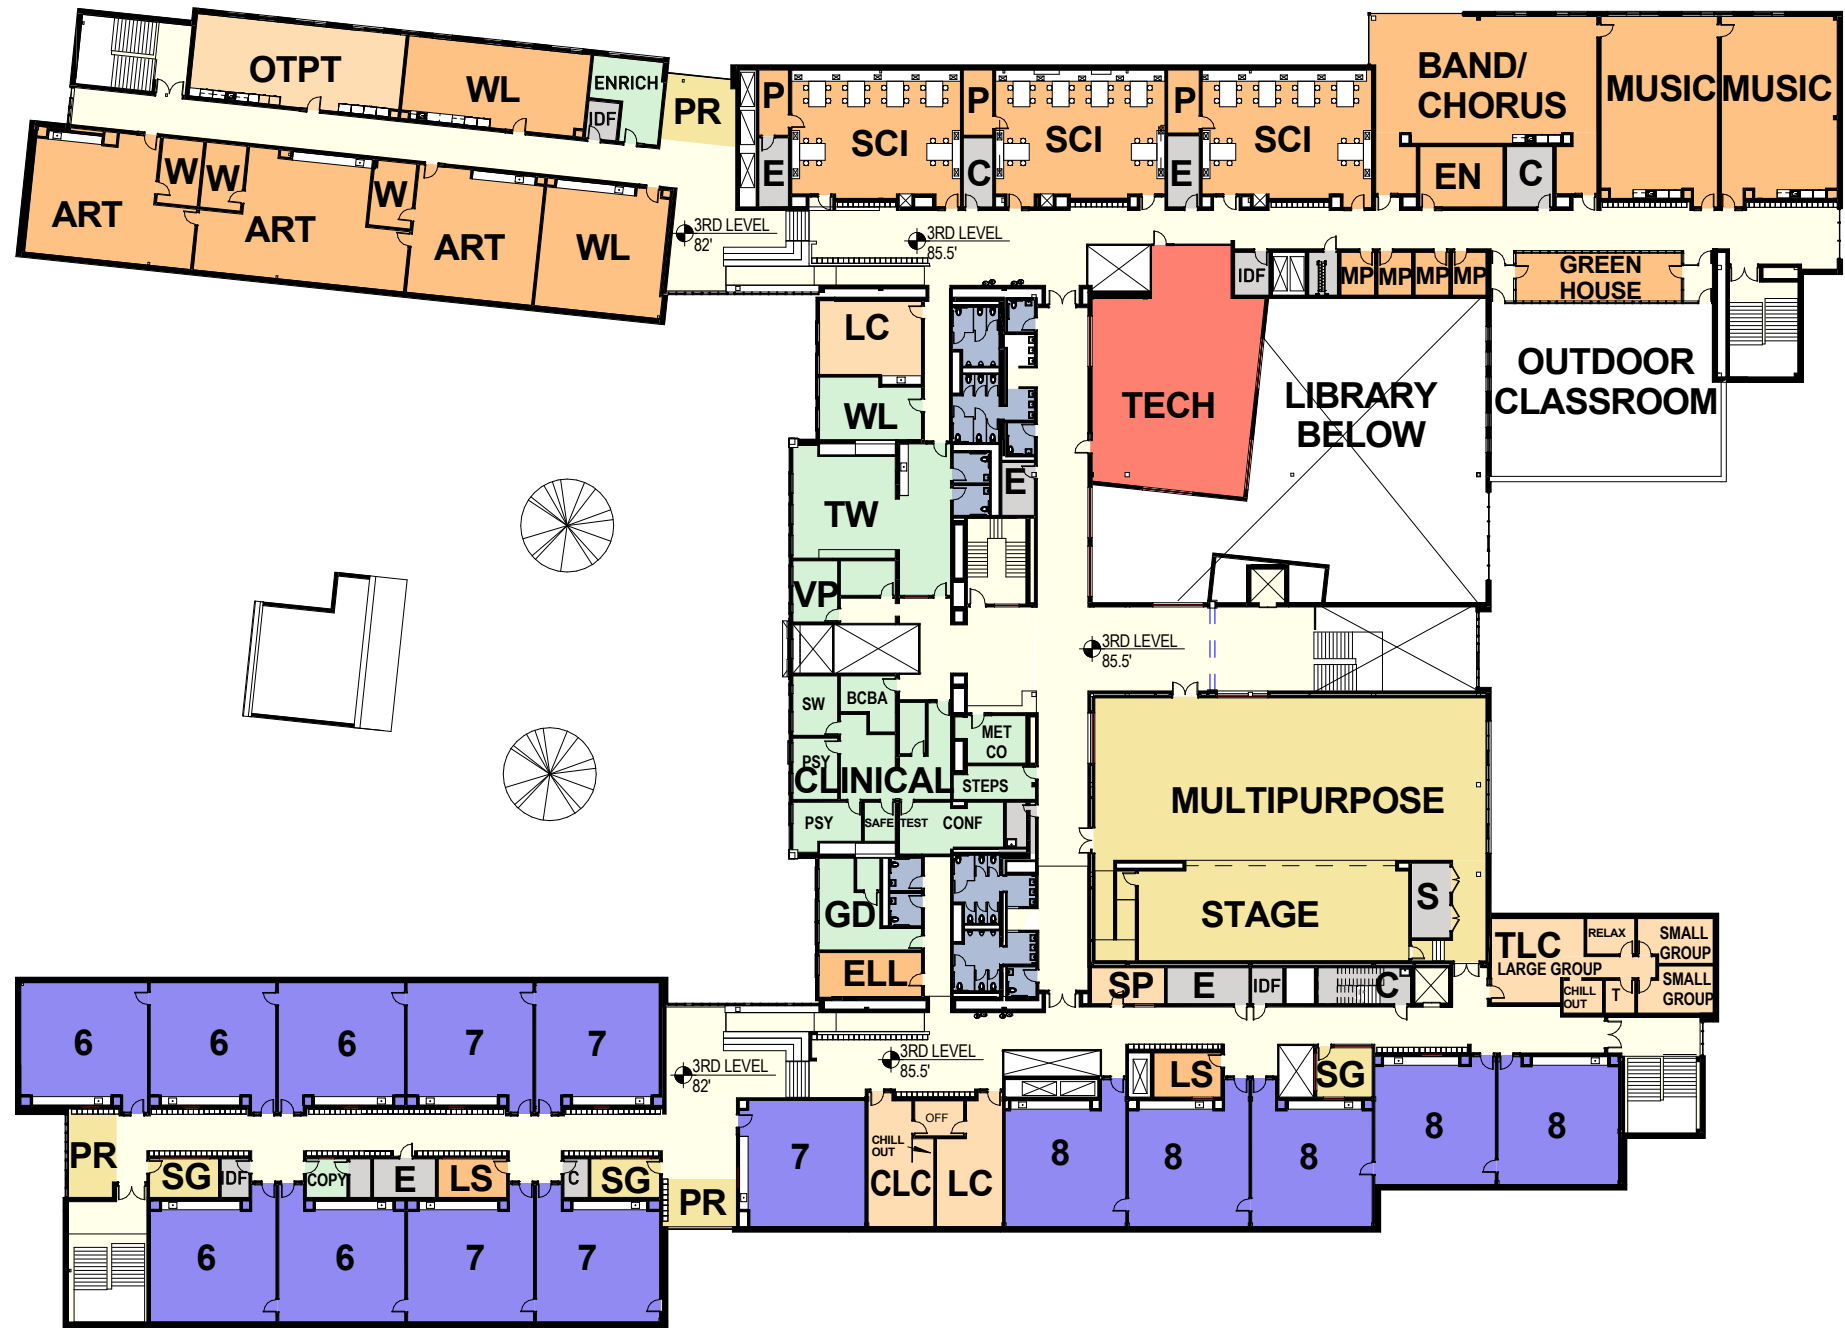 OTPT
WL
ENRICH
IDF
PR
P
E
SCI
P
C
SCI
P
E
SCI
BAND/
CHORUS
EN
C
MUSIC
MUSIC
W
W
W
ART
ART
ART
WL
3RD LEVEL
82'
3RD LEVEL
85.5'
IDF
MP
MP
MP
MP
GREEN
HOUSE
LC
WL
TECH
LIBRARY
BELOW
OUTDOOR
CLASSROOM
E
TW
VP
3RD LEVEL
85.5'
SW
BCBA
MET
CO
PSY
CLINICAL
STEPS
PSY
SAFE
TEST
CONF
MULTIPURPOSE
STAGE
S
GD
ELL
SP
E
IDF
C
TLC
LARGE GROUP
RELAX
SMALL
GROUP
CHILL
OUT
T
SMALL
GROUP
6
6
6
7
7
3RD LEVEL
82'
3RD LEVEL
85.5'
LS
SG
8
8
PR
SG
IDF
COPY
E
LS
C
SG
PR
7
CHILL
OUT
OFF
CLC
LC
8
8
8
6
6
7
7